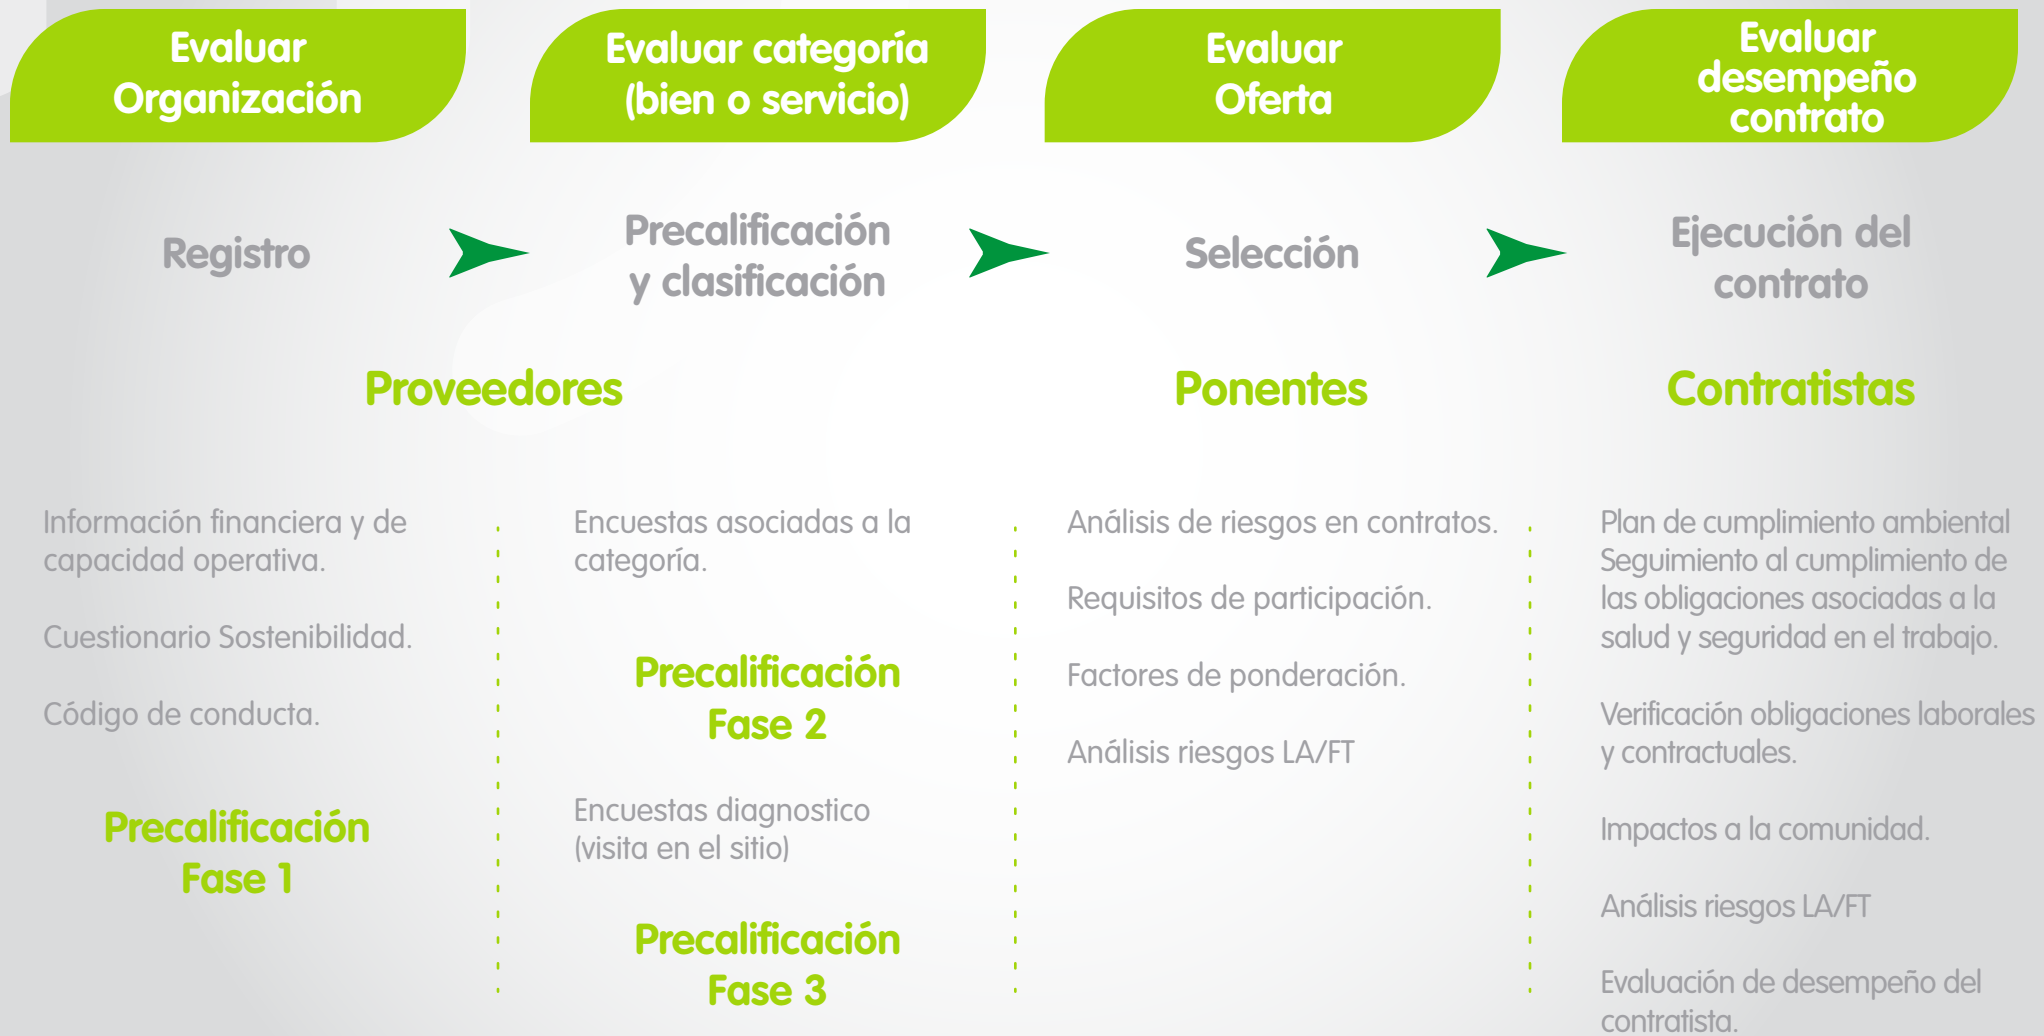 Evaluar
Organización
Evaluar categoría
(bien o servicio)
Evaluar
Oferta
Evaluar
desempeño
contrato
Registro
Precalificación
y clasificación
Selección
Ejecución del
contrato
Proveedores
Ponentes
Contratistas
Información financiera y de
capacidad operativa.
Cuestionario Sostenibilidad.
Código de conducta.
Precalificación
Fase 1
Encuestas asociadas a la
categoría.
Precalificación
Fase 2
Encuestas diagnostico
(visita en el sitio)
Precalificación
Fase 3
Análisis de riesgos en contratos.
Requisitos de participación.
Factores de ponderación.
Análisis riesgos LA/FT
Plan de cumplimiento ambiental
Seguimiento al cumplimiento de
las obligaciones asociadas a la
salud y seguridad en el trabajo.
Verificación obligaciones laborales
y contractuales.
Impactos a la comunidad.
Análisis riesgos LA/FT
Evaluación de desempeño del
contratista.